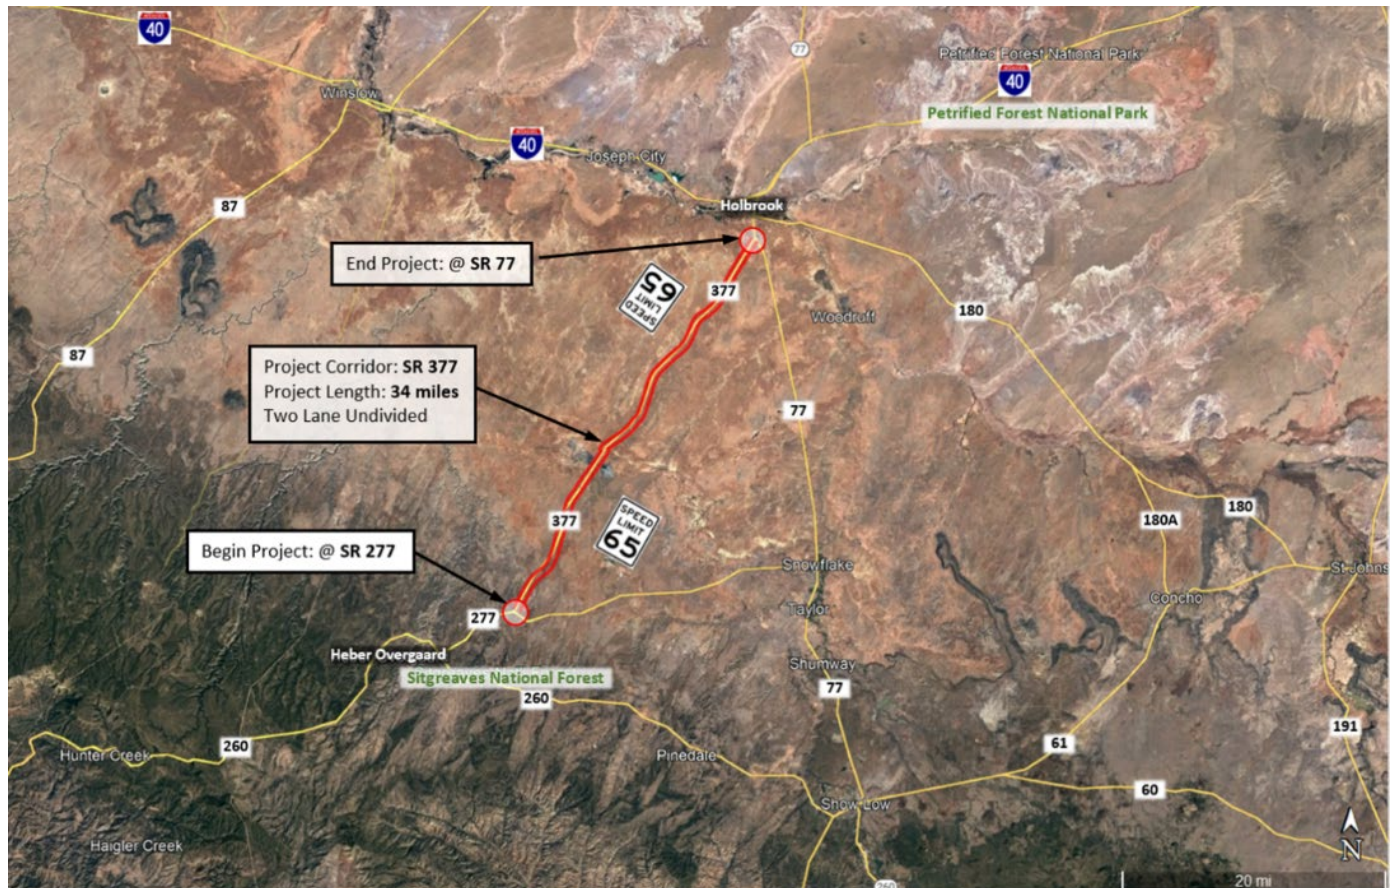 40
77
Petrified Forest National Park
40
Petrified Forest National Park
Winslow
40
Joseph City
Holbrook
87
End Project: @ SR 77
SPEED
LIMIT
65
377
180
Woodruff
87
Project Corridor: SR 377
Project Length: 34 miles
Two Lane Undivided
77
377
SPEED
LIMIT
65
180A
180
Begin Project: @ SR 277
Snowflake
St Johns
Concho
Taylor
277
Heber Overgaard
Sitgreaves National Forest
Shumway
77
260
260
Hunter Creek
Pinedale
61
191
60
Show Low
Haigler Creek
N
260
20 mi